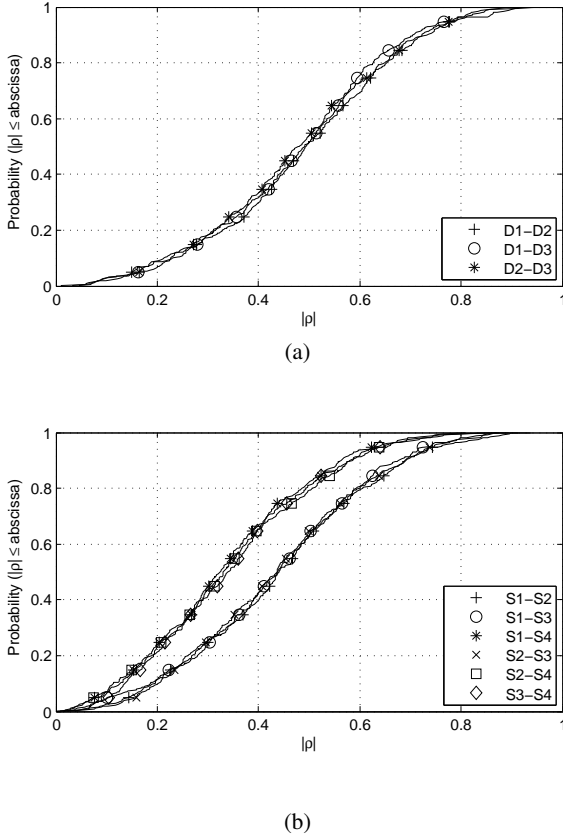 1
0.8
0.6
0.4
0.2
0
Probability (|ρ| ≤ abscissa)
0 0.2 0.4 0.6 0.8 1
|ρ|
D1−D2
D1−D3
D2−D3
(a)
1
0.8
0.6
0.4
0.2
0
Probability (|ρ| ≤ abscissa)
0 0.2 0.4 0.6 0.8 1
|ρ|
S1−S2
S1−S3
S1−S4
S2−S3
S2−S4
S3−S4
(b)